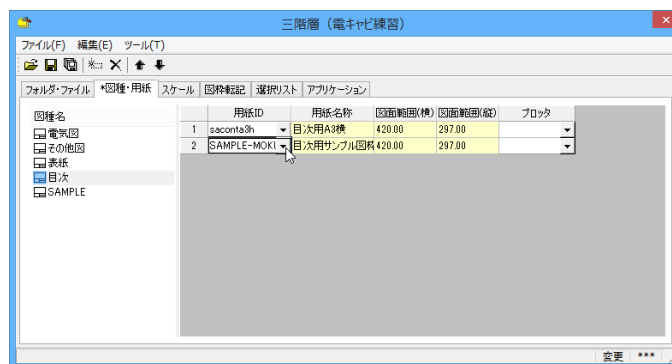 三階層（電キャビ練習）
ファイル(F) 編集(E) ツール(T)
フォルダ・ファイル *図種・用紙 スケール 図枠転記 選択リスト アプリケーション
図種名
電気図
その他図
表紙
目次
SAMPLE
用紙ID 用紙名称 図面範囲(横) 図面範囲(縦) プロッタ
1 saconta3h 目次用A3横 420.00 297.00
2 SAMPLE-MOKU 目次用サンプル図枠 420.00 297.00
変更 ***